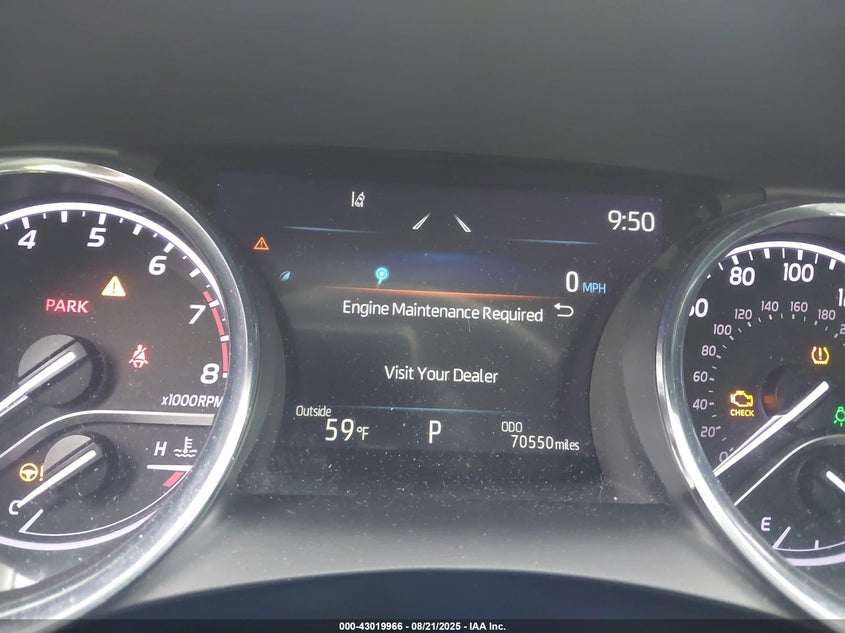 9:50
4
5
6
7
8
x1000RPM
PARK
0 MPH
Engine Maintenance Required
Visit Your Dealer
Outside
59°F
P
ODO
70550 miles
H
C
80
100
120
140
160
180
100
80
60
40
20
0
CHECK
E
000-43019966 - 08/21/2025 - IAA Inc.